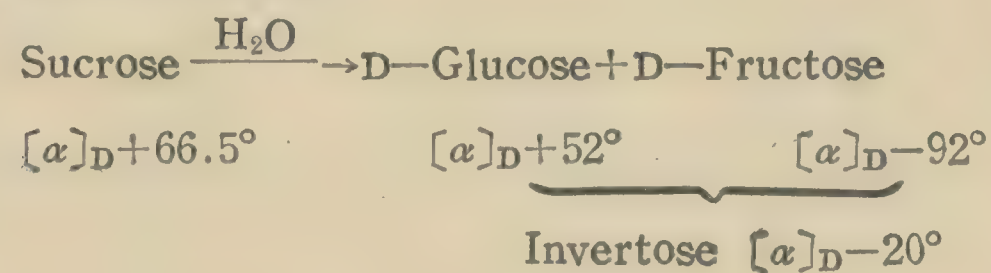 H₂O
Sucrose ⟶ D—Glucose+D—Fructose
[α]D+66.5° [α]D+52° [α]D−92°
Invertose [α]D−20°